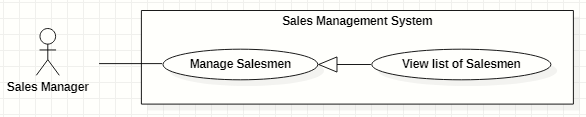 Sales Management System
Manage Salesmen
View list of Salesmen
Sales Manager